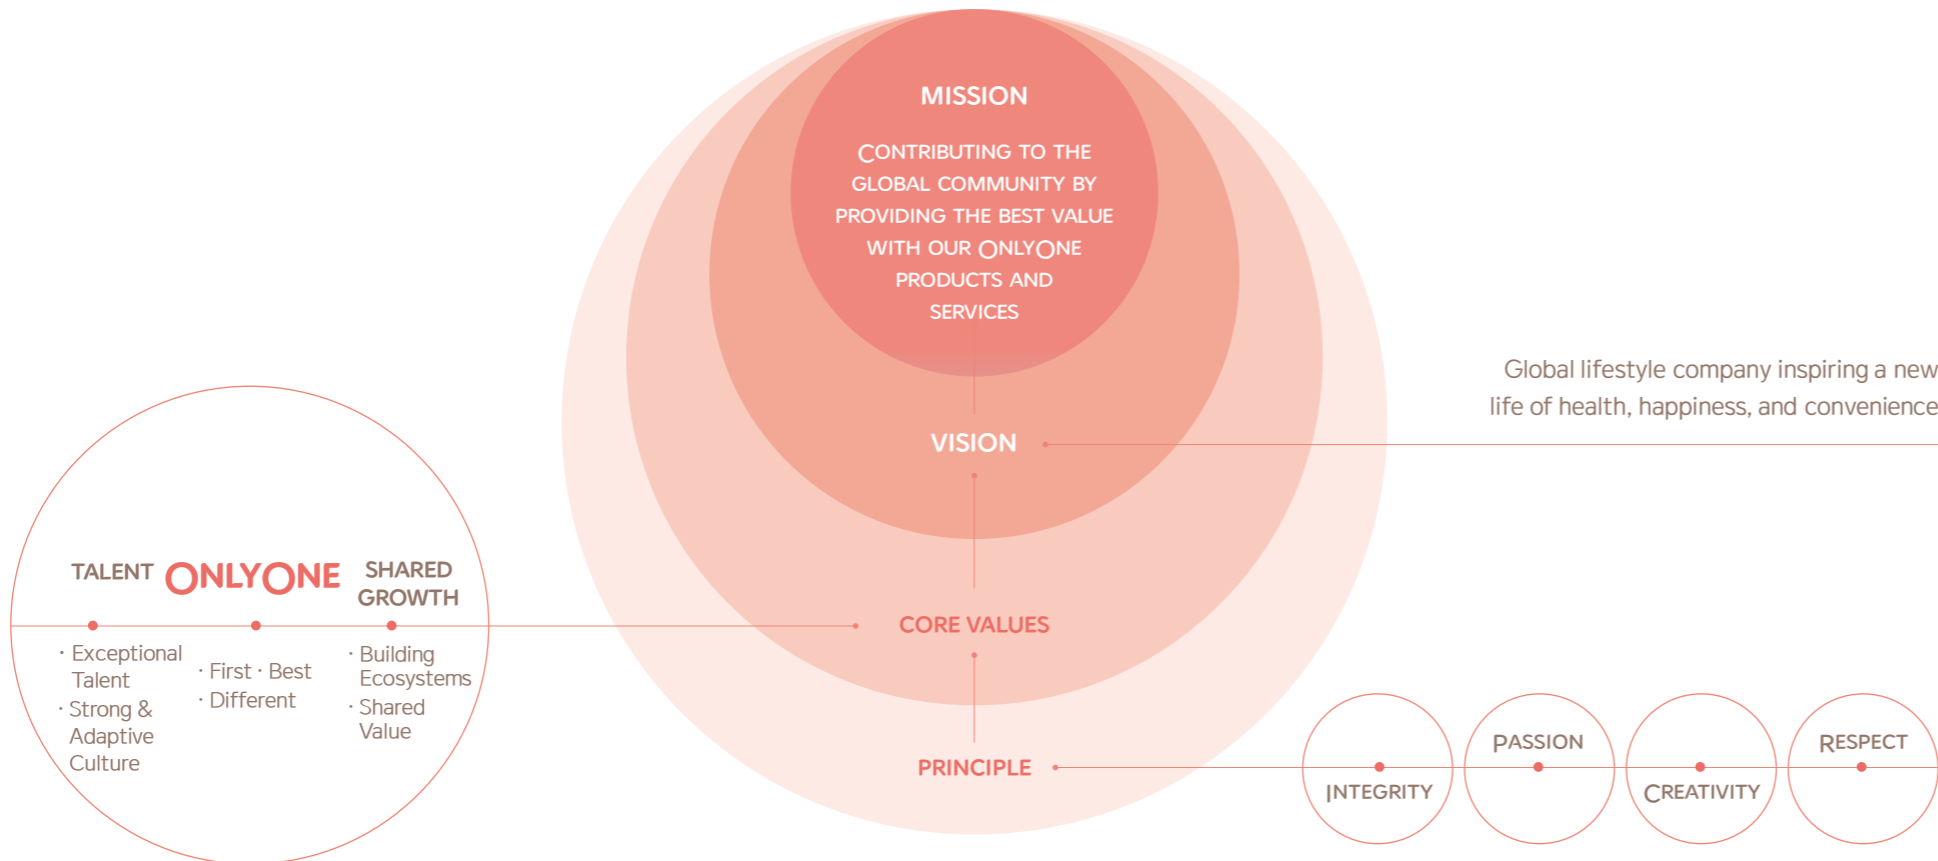 MISSION
CONTRIBUTING TO THE
GLOBAL COMMUNITY BY
PROVIDING THE BEST VALUE
WITH OUR ONLYONE
PRODUCTS AND
SERVICES
Global lifestyle company inspiring a new
life of health, happiness, and convenience
VISION
TALENT
· Exceptional
Talent
· Strong &
Adaptive
Culture
ONLYONE
· First · Best
· Different
SHARED
GROWTH
· Building
Ecosystems
· Shared
Value
CORE VALUES
PRINCIPLE
INTEGRITY
PASSION
CREATIVITY
RESPECT